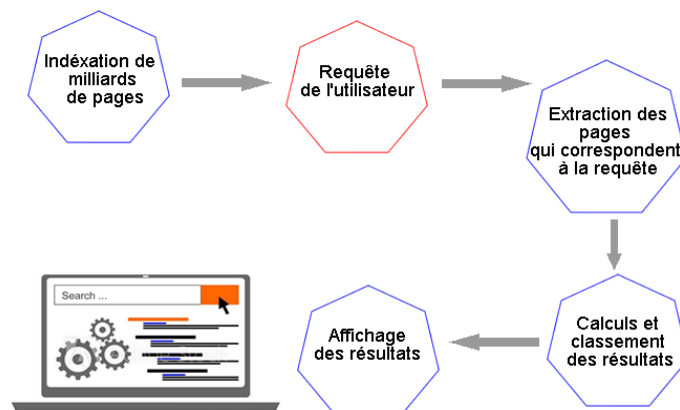 Indéxation de
milliards
de pages
Requête
de l'utilisateur
Extraction des
pages
qui correspondent
à la requête
Calculs et
classement
des résultats
Affichage
des résultats
Search ...